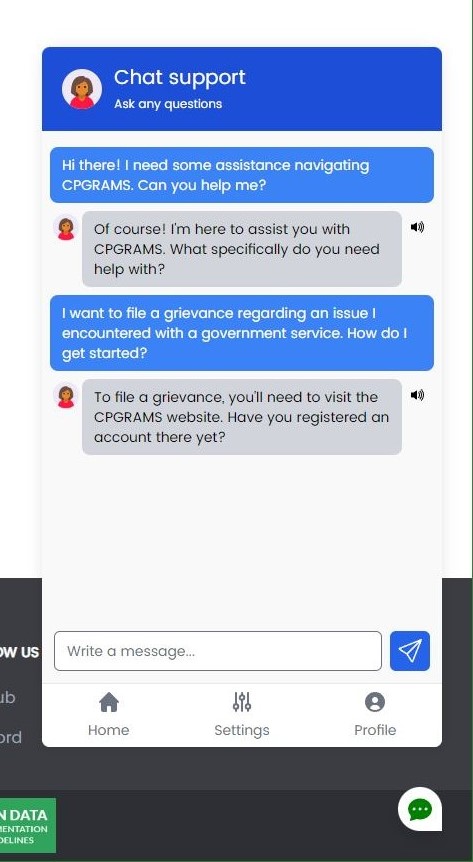 Chat support
Ask any questions
Hi there! I need some assistance navigating
CPGRAMS. Can you help me?
Of course! I'm here to assist you with
CPGRAMS. What specifically do you need
help with?
I want to file a grievance regarding an issue I
encountered with a government service. How do I
get started?
To file a grievance, you'll need to visit the
CPGRAMS website. Have you registered an
account there yet?
OW US
ub
ord
Write a message...
Home Settings Profile
N DATA
MENTATION
DELINES